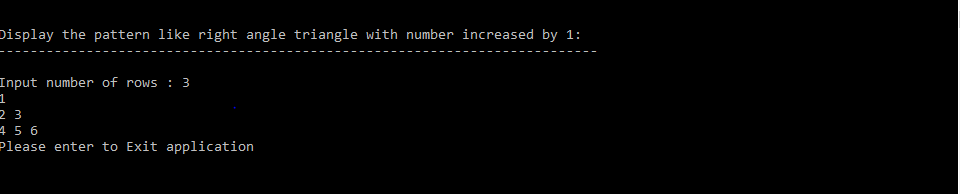 Display the pattern like right angle triangle with number increased by 1:
---------------------------------------------------------------------------
Input number of rows : 3
1
2 3
4 5 6
Please enter to Exit application